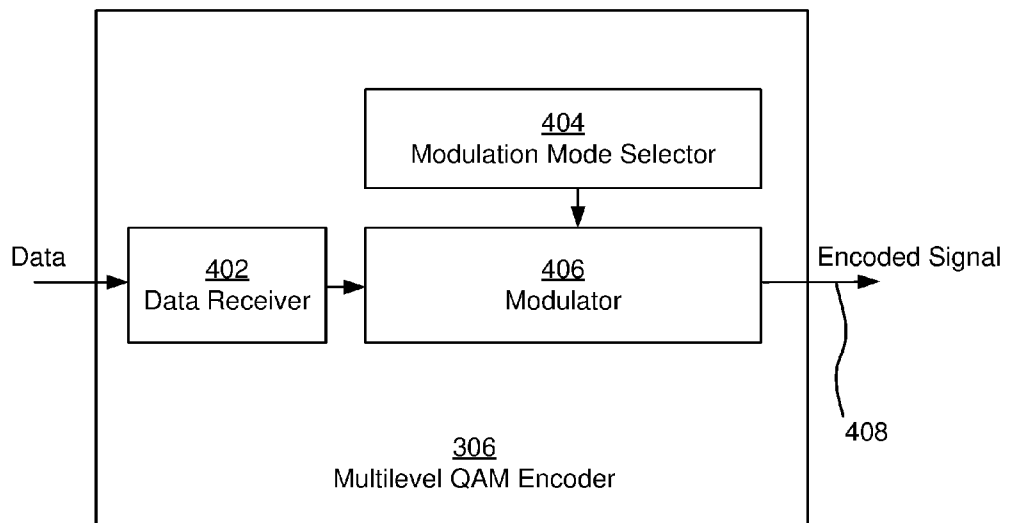 404
Modulation Mode Selector
Data
402
Data Receiver
406
Modulator
Encoded Signal
408
306
Multilevel QAM Encoder